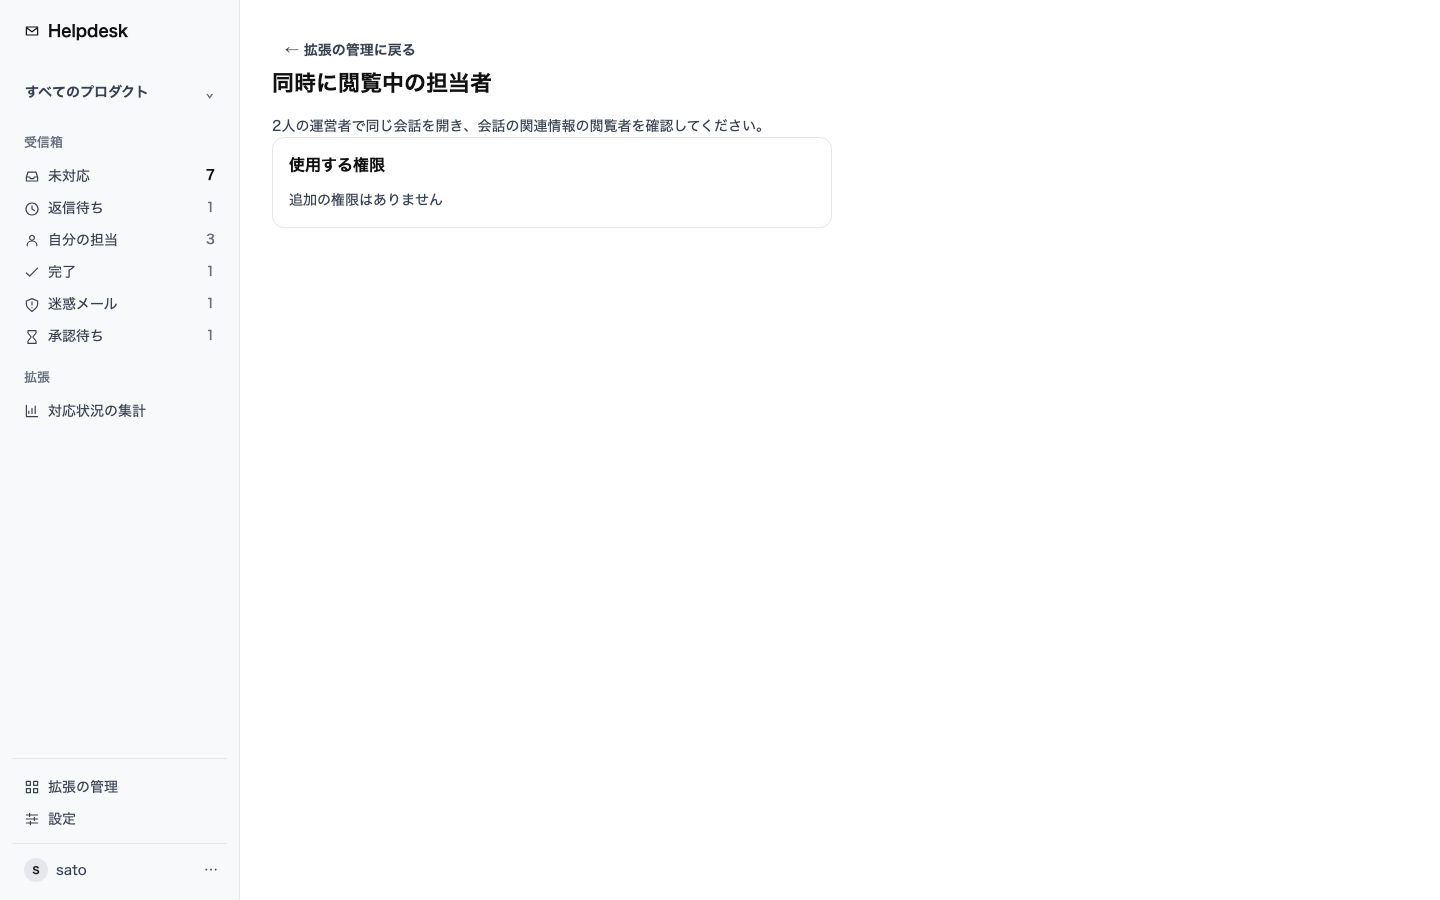 Helpdesk
すべてのプロダクト
受信箱
未対応 7
返信待ち 1
自分の担当 3
完了 1
迷惑メール 1
承認待ち 1
拡張
対応状況の集計
拡張の管理
設定
S sato …
← 拡張の管理に戻る
同時に閲覧中の担当者
2人の運営者で同じ会話を開き、会話の関連情報の閲覧者を確認してください。
使用する権限
追加の権限はありません